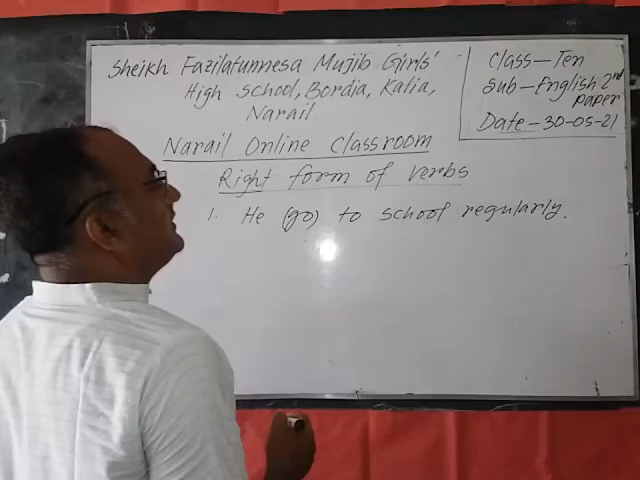 Sheikh Fazilatunnesa Mujib Girls'
High School, Bordia, Kalia,
Narail.
Class-Ten
Sub-English 2nd
paper
Date-30-05-21
Narail Online Classroom
Right form of verbs
1. He (go) to school regularly.